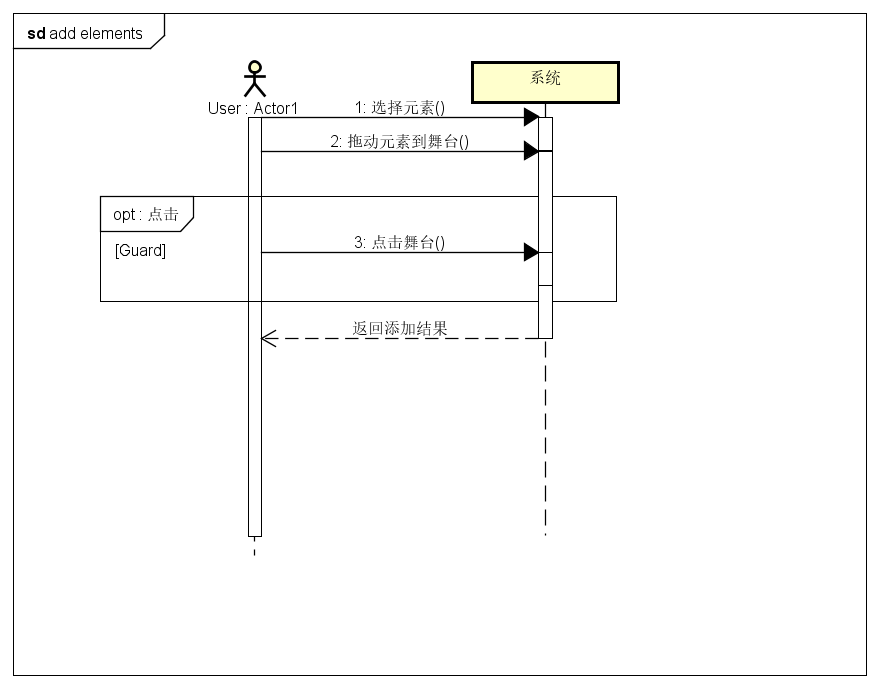 sd add elements
系统
User : Actor1
1: 选择元素()
2: 拖动元素到舞台()
opt : 点击
3: 点击舞台()
[Guard]
返回添加结果